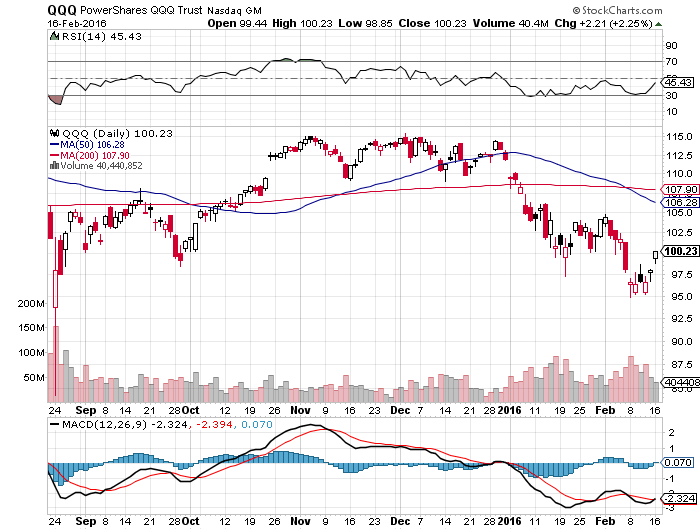 QQQ PowerShares QQQ Trust Nasdaq GM © StockCharts.com
16-Feb-2016 Open 99.44 High 100.23 Low 98.85 Close 100.23 Volume 40.4M Chg +2.21 (+2.25%)
RSI(14) 45.43
90
70
50
45.43
30
10
QQQ (Daily) 100.23
MA(50) 106.28
MA(200) 107.90
Volume 40,440,852
115.0
112.5
110.0
107.90
106.28
105.0
102.5
100.23
97.5
95.0
92.5
90.0
87.5
200M
150M
100M
50M
404408
24 Sep 8 14 21 28 Oct 12 19 26 Nov 9 16 23 Dec 7 14 21 28 2016 11 19 25 Feb 8 16
MACD(12,26,9) -2.324, -2.394, 0.070
2
1
0.070
-1
-2.324
-3
24 Sep 8 14 21 28 Oct 12 19 26 Nov 9 16 23 Dec 7 14 21 28 2016 11 19 25 Feb 8 16